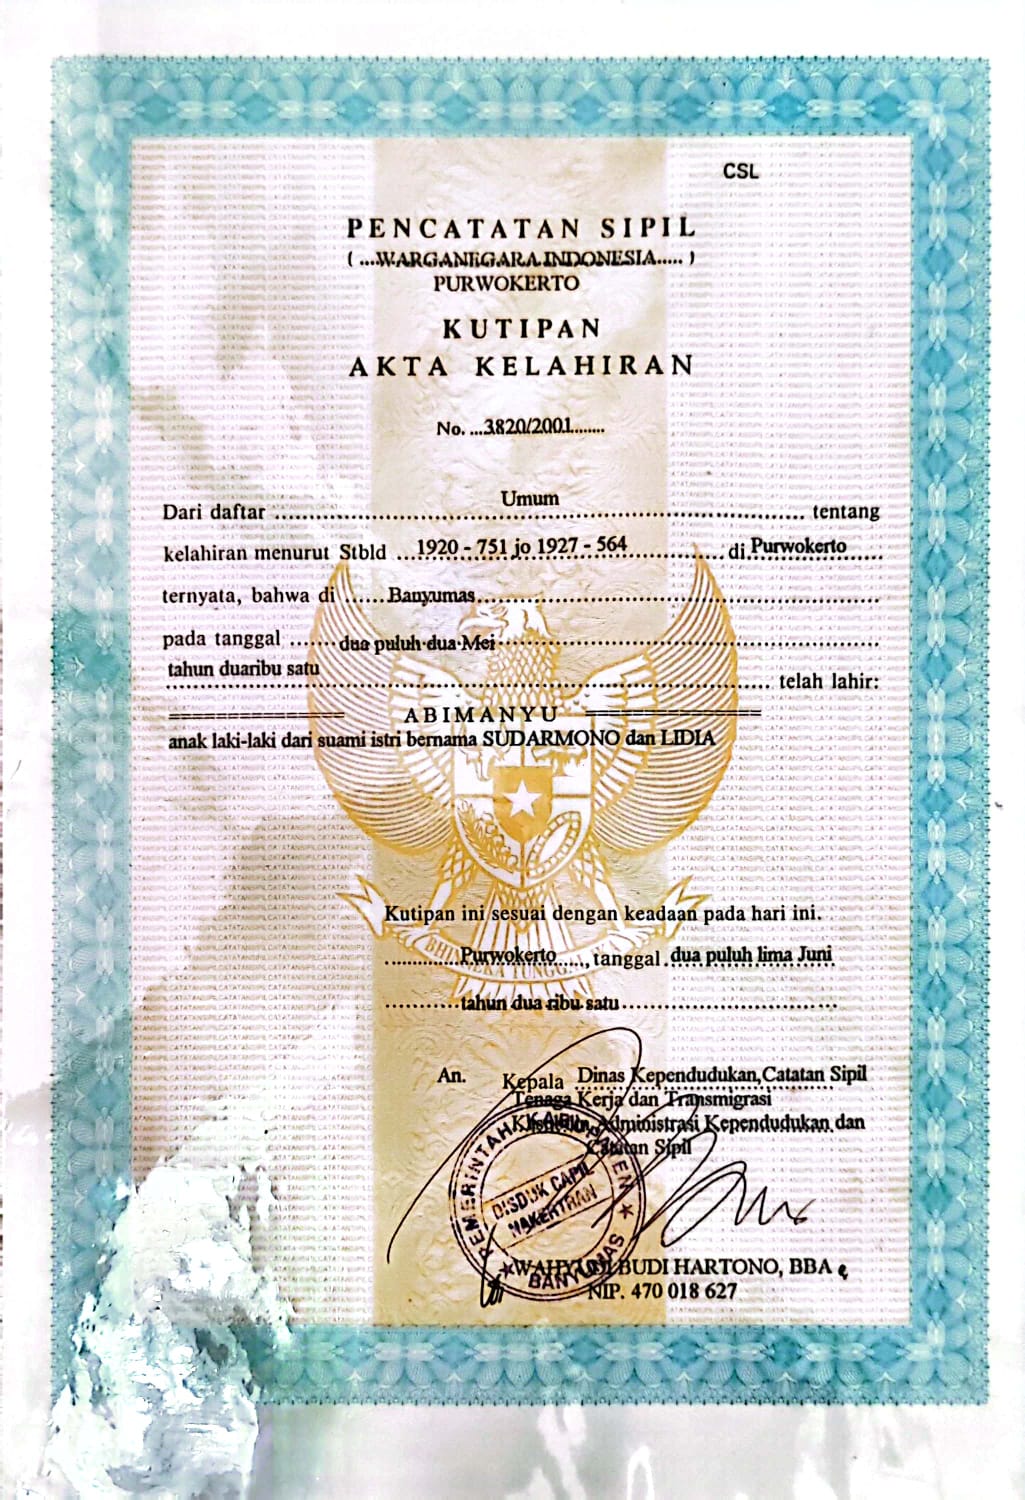 CSL
PENCATATAN SIPIL
( ...WARGANEGARA INDONESIA..... )
PURWOKERTO
KUTIPAN
AKTA KELAHIRAN
No. ...3820/2001........
Dari daftar ........ Umum ........ tentang
kelahiran menurut Stbld ...1920 - 751 jo 1927 - 564........ di Purwokerto......
ternyata, bahwa di ......Banyumas........
pada tanggal ......dua puluh dua Mei........
tahun duaribu satu ........ telah lahir:
=============== ABIMANYU ===============
anak laki-laki dari suami istri bernama SUDARMONO dan LIDIA
Kutipan ini sesuai dengan keadaan pada hari ini.
...........Purwokerto....., tanggal .dua puluh lima Juni
...........tahun dua ribu satu........
BHINNEKA TUNGGAL IKA
An. Kepala Dinas Kependudukan,Catatan Sipil
Tenaga Kerja dan Transmigrasi
Administrasi Kependudukan dan
Catatan Sipil
PEMERINTAH KABUPATEN
DISDUK CAPIL
NAKERTRAN
BANYUMAS
WAHYUDI BUDI HARTONO, BBA
NIP. 470 018 627